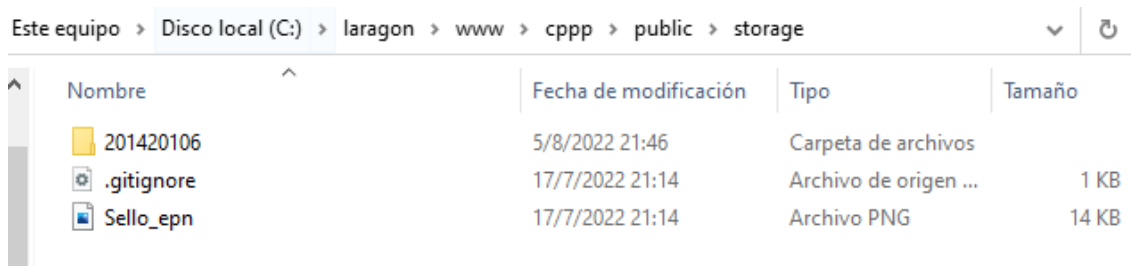 Este equipo > Disco local (C:) > laragon > www > cppp > public > storage
Nombre Fecha de modificación Tipo Tamaño
201420106 5/8/2022 21:46 Carpeta de archivos
.gitignore 17/7/2022 21:14 Archivo de origen ... 1 KB
Sello_epn 17/7/2022 21:14 Archivo PNG 14 KB